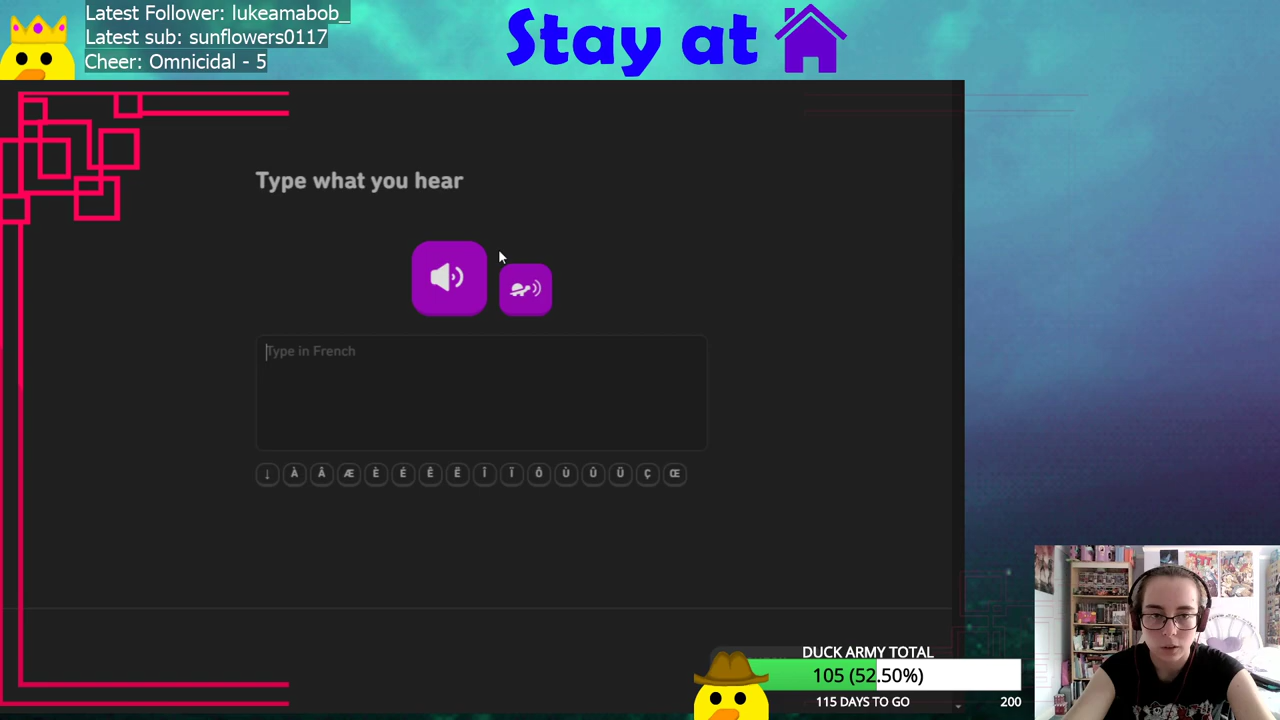 Latest Follower: lukeamabob_
Latest sub: sunflowers0117
Cheer: Omnicidal - 5
Stay at
Type what you hear
Type in French
↓ À Â Æ È É Ê Ë Î Ï Ô Ù Û Ü Ç Œ
DUCK ARMY TOTAL
105 (52.50%)
115 DAYS TO GO
200